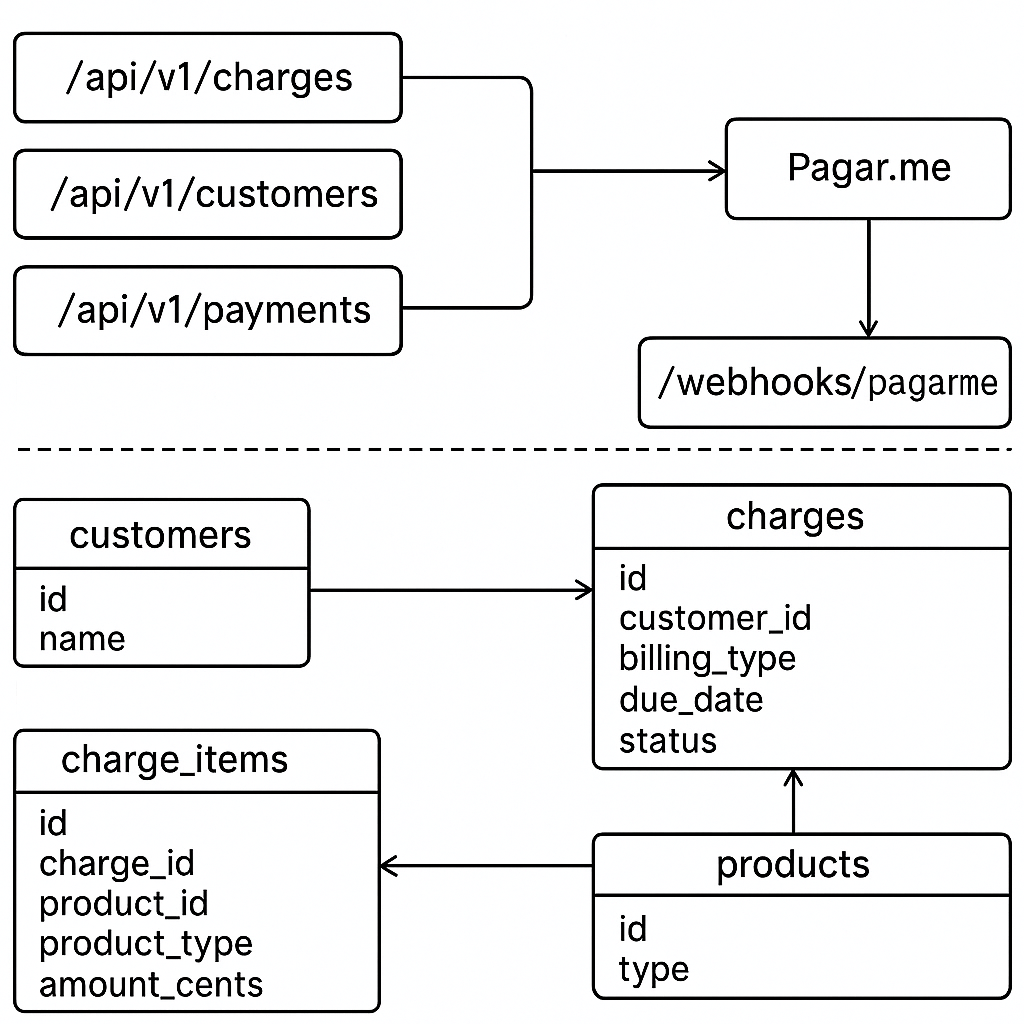 /api/v1/charges
/api/v1/customers
/api/v1/payments
Pagar.me
/webhooks/pagarme
customers
id
name
charges
id
customer_id
billing_type
due_date
status
charge_items
id
charge_id
product_id
product_type
amount_cents
products
id
type